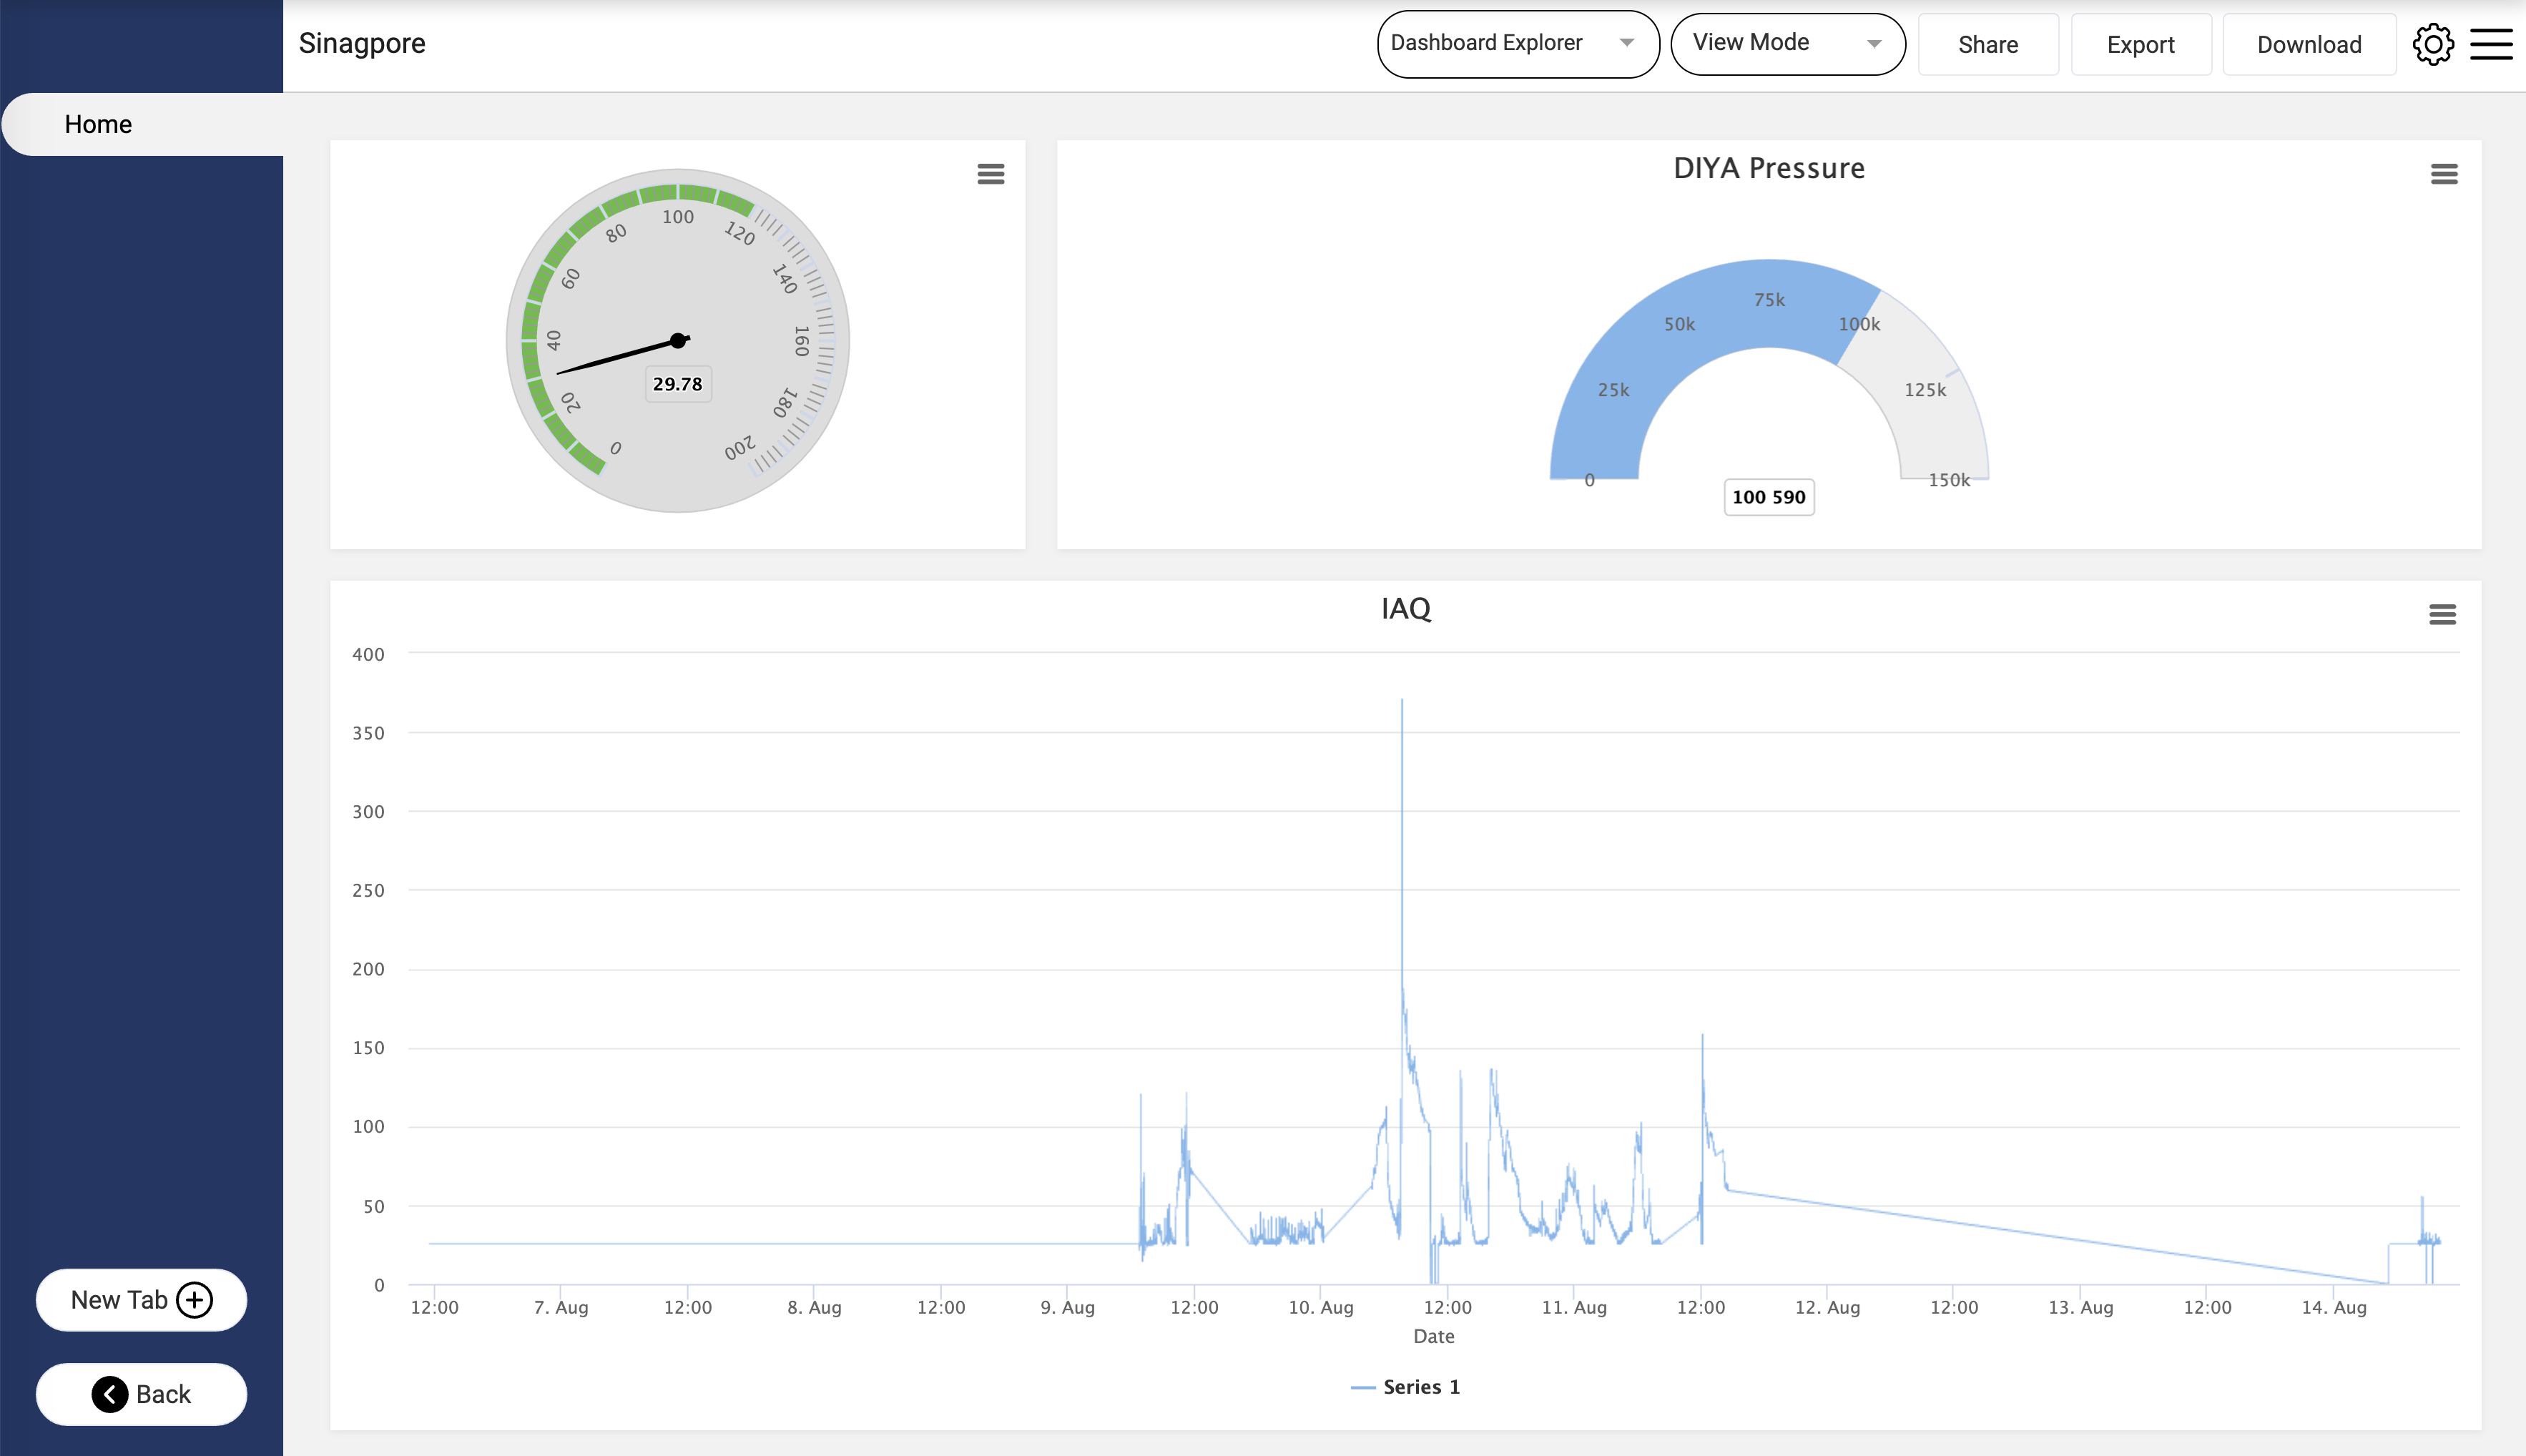 Sinagpore
Dashboard Explorer
View Mode
Share
Export
Download
Home
0
20
40
60
80
100
120
140
160
180
200
29.78
DIYA Pressure
0
25k
50k
75k
100k
125k
150k
100 590
IAQ
400
350
300
250
200
150
100
50
0
12:00 7. Aug 12:00 8. Aug 12:00 9. Aug 12:00 10. Aug 12:00 11. Aug 12:00 12. Aug 12:00 13. Aug 12:00 14. Aug
Date
Series 1
New Tab
Back